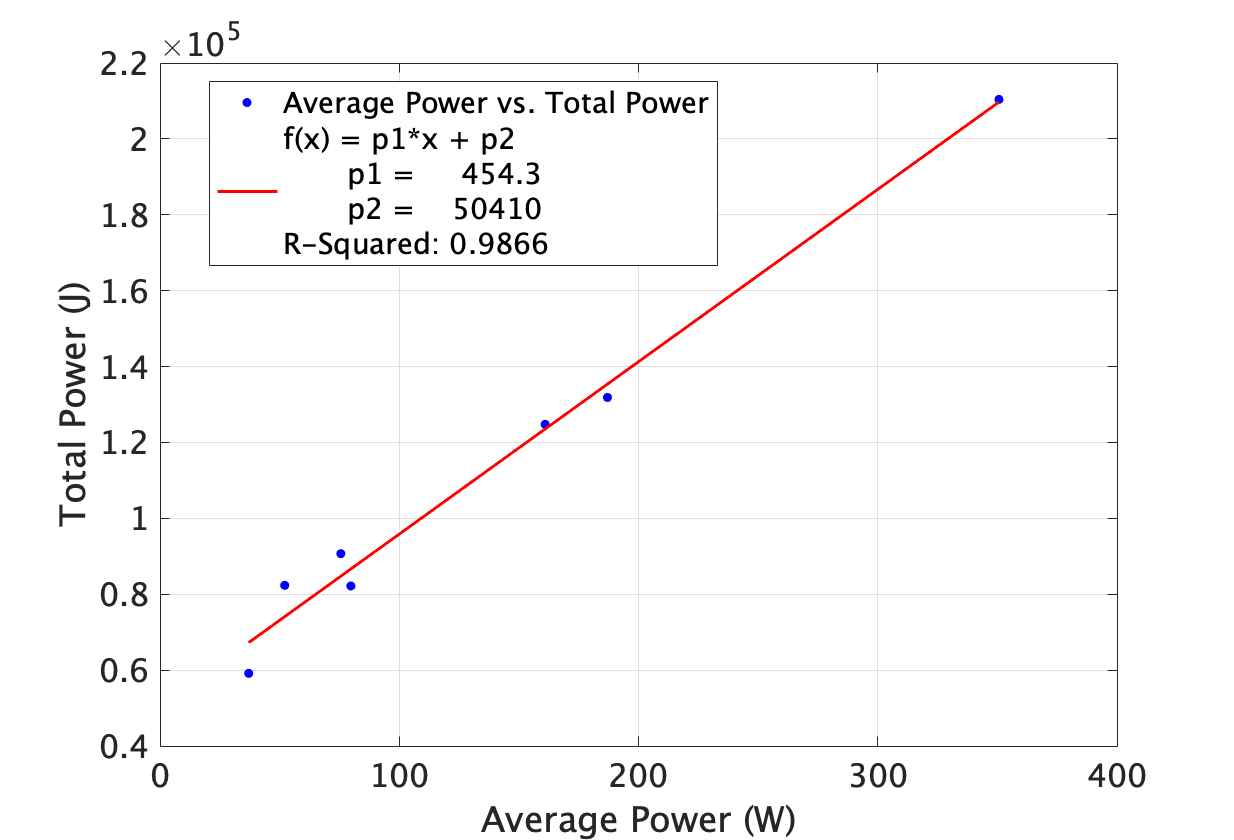 ×10⁵
2.2
2
1.8
1.6
1.4
1.2
1
0.8
0.6
0.4
Total Power (J)
Average Power vs. Total Power
f(x) = p1*x + p2
p1 = 454.3
p2 = 50410
R-Squared: 0.9866
0 100 200 300 400
Average Power (W)